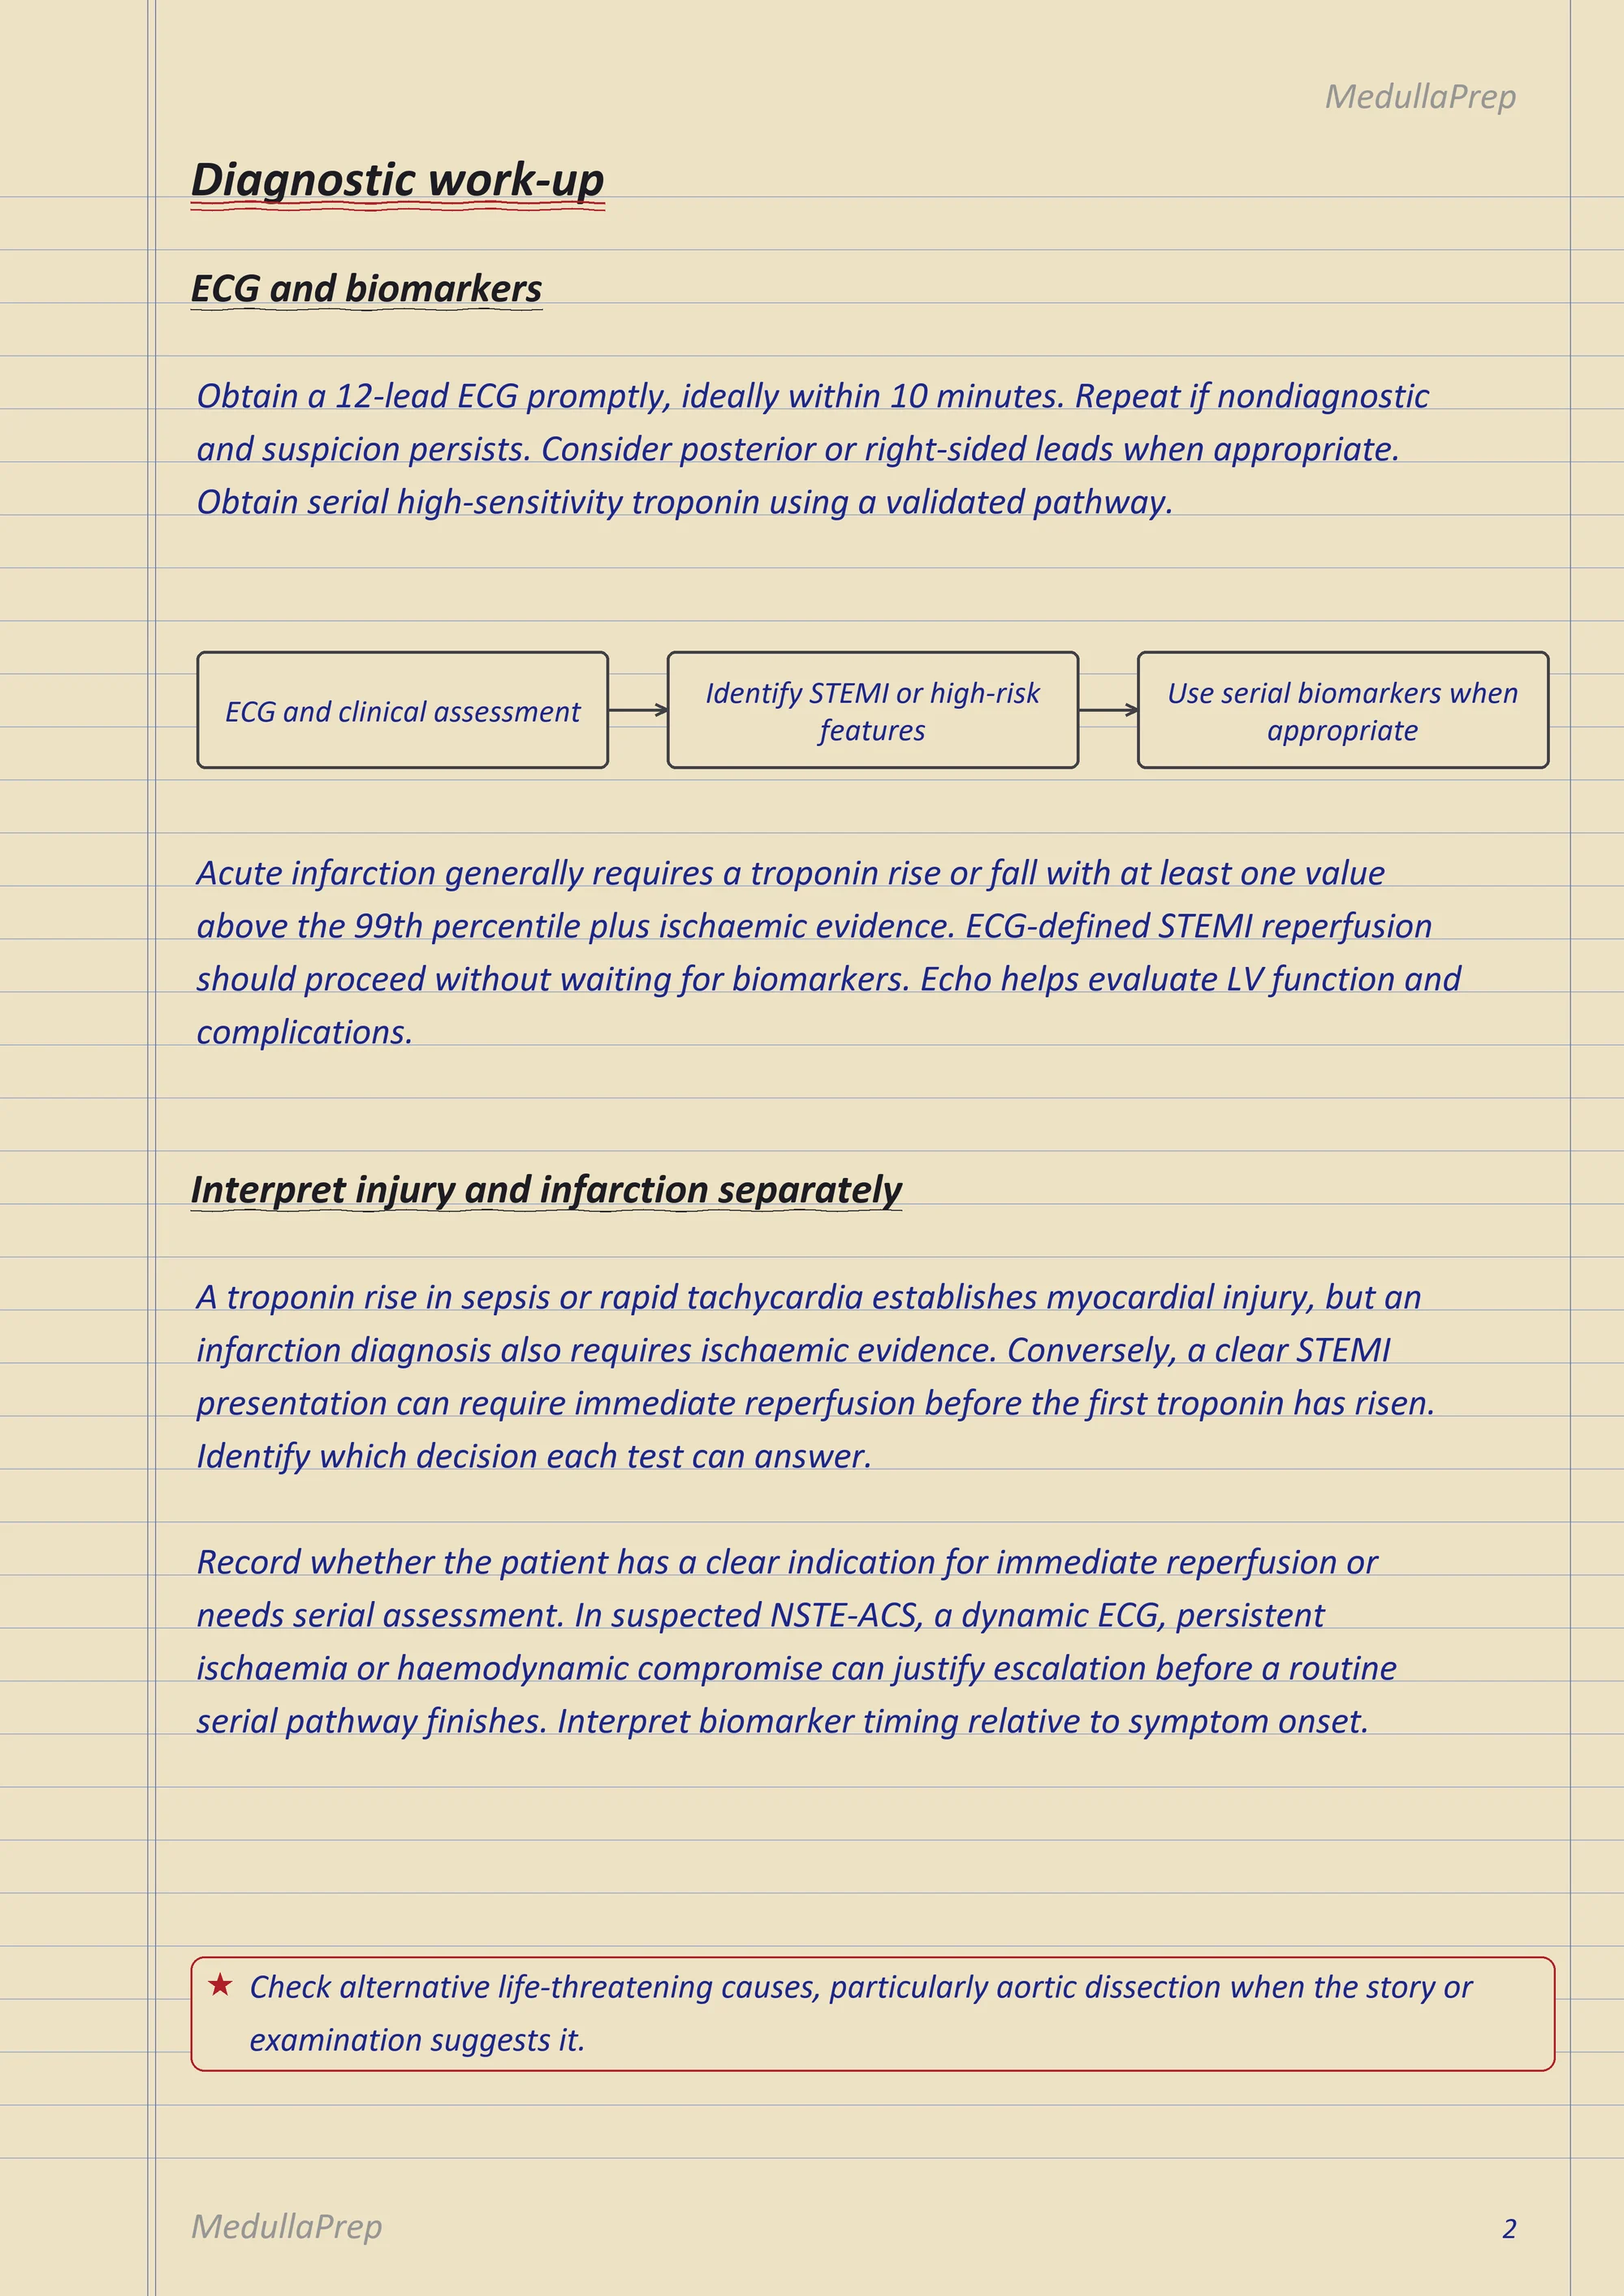 MedullaPrep
Diagnostic work-up
ECG and biomarkers
Obtain a 12-lead ECG promptly, ideally within 10 minutes. Repeat if nondiagnostic
and suspicion persists. Consider posterior or right-sided leads when appropriate.
Obtain serial high-sensitivity troponin using a validated pathway.
ECG and clinical assessment
Identify STEMI or high-risk
features
Use serial biomarkers when
appropriate
Acute infarction generally requires a troponin rise or fall with at least one value
above the 99th percentile plus ischaemic evidence. ECG-defined STEMI reperfusion
should proceed without waiting for biomarkers. Echo helps evaluate LV function and
complications.
Interpret injury and infarction separately
A troponin rise in sepsis or rapid tachycardia establishes myocardial injury, but an
infarction diagnosis also requires ischaemic evidence. Conversely, a clear STEMI
presentation can require immediate reperfusion before the first troponin has risen.
Identify which decision each test can answer.
Record whether the patient has a clear indication for immediate reperfusion or
needs serial assessment. In suspected NSTE-ACS, a dynamic ECG, persistent
ischaemia or haemodynamic compromise can justify escalation before a routine
serial pathway finishes. Interpret biomarker timing relative to symptom onset.
★ Check alternative life-threatening causes, particularly aortic dissection when the story or
examination suggests it.
MedullaPrep
2